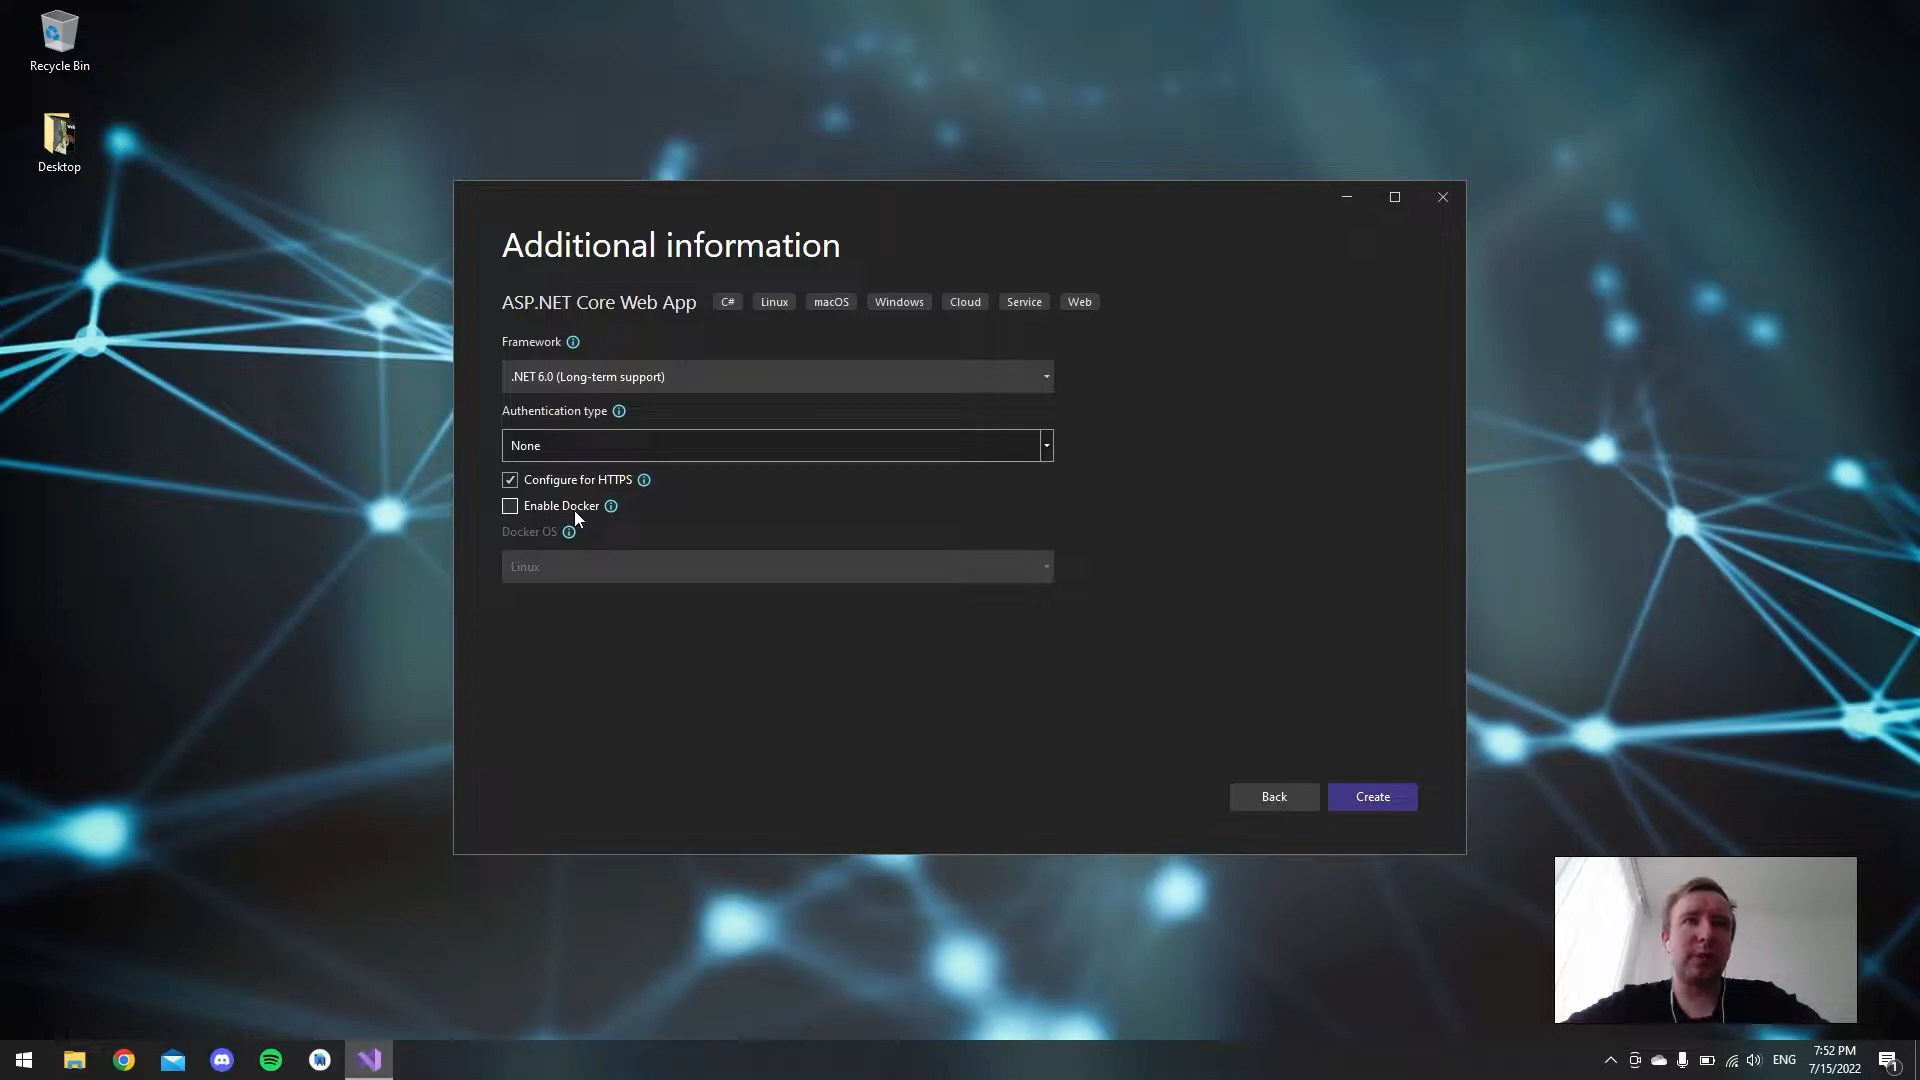 Recycle Bin
Desktop
Additional information
ASP.NET Core Web App C# Linux macOS Windows Cloud Service Web
Framework
.NET 6.0 (Long-term support)
Authentication type
None
Configure for HTTPS
Enable Docker
Docker OS
Linux
Back Create
ENG
7:52 PM
7/15/2022
1